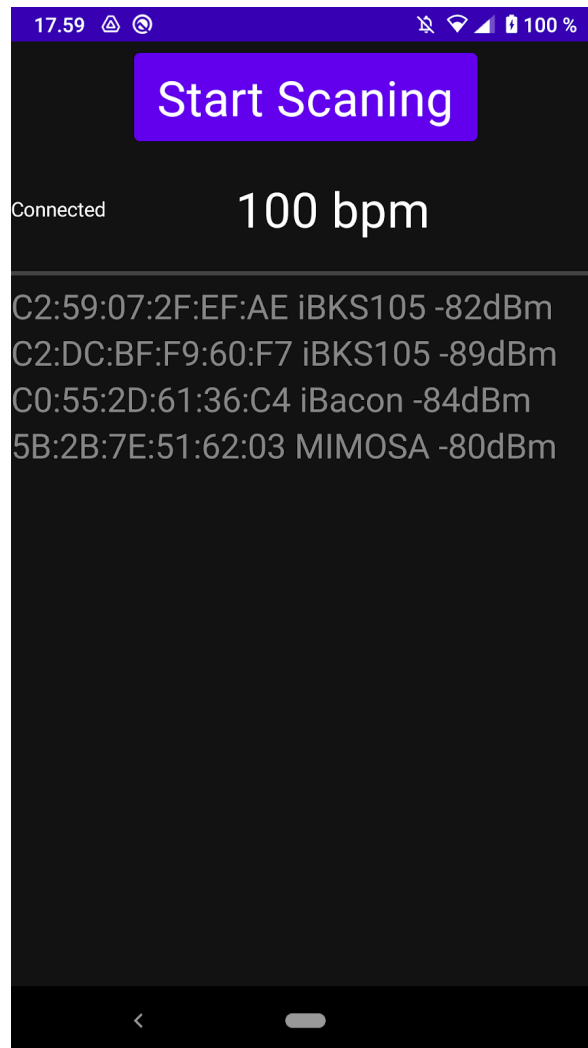 17.59 100 %
Start Scaning
Connected 100 bpm
C2:59:07:2F:EF:AE iBKS105 -82dBm
C2:DC:BF:F9:60:F7 iBKS105 -89dBm
C0:55:2D:61:36:C4 iBacon -84dBm
5B:2B:7E:51:62:03 MIMOSA -80dBm